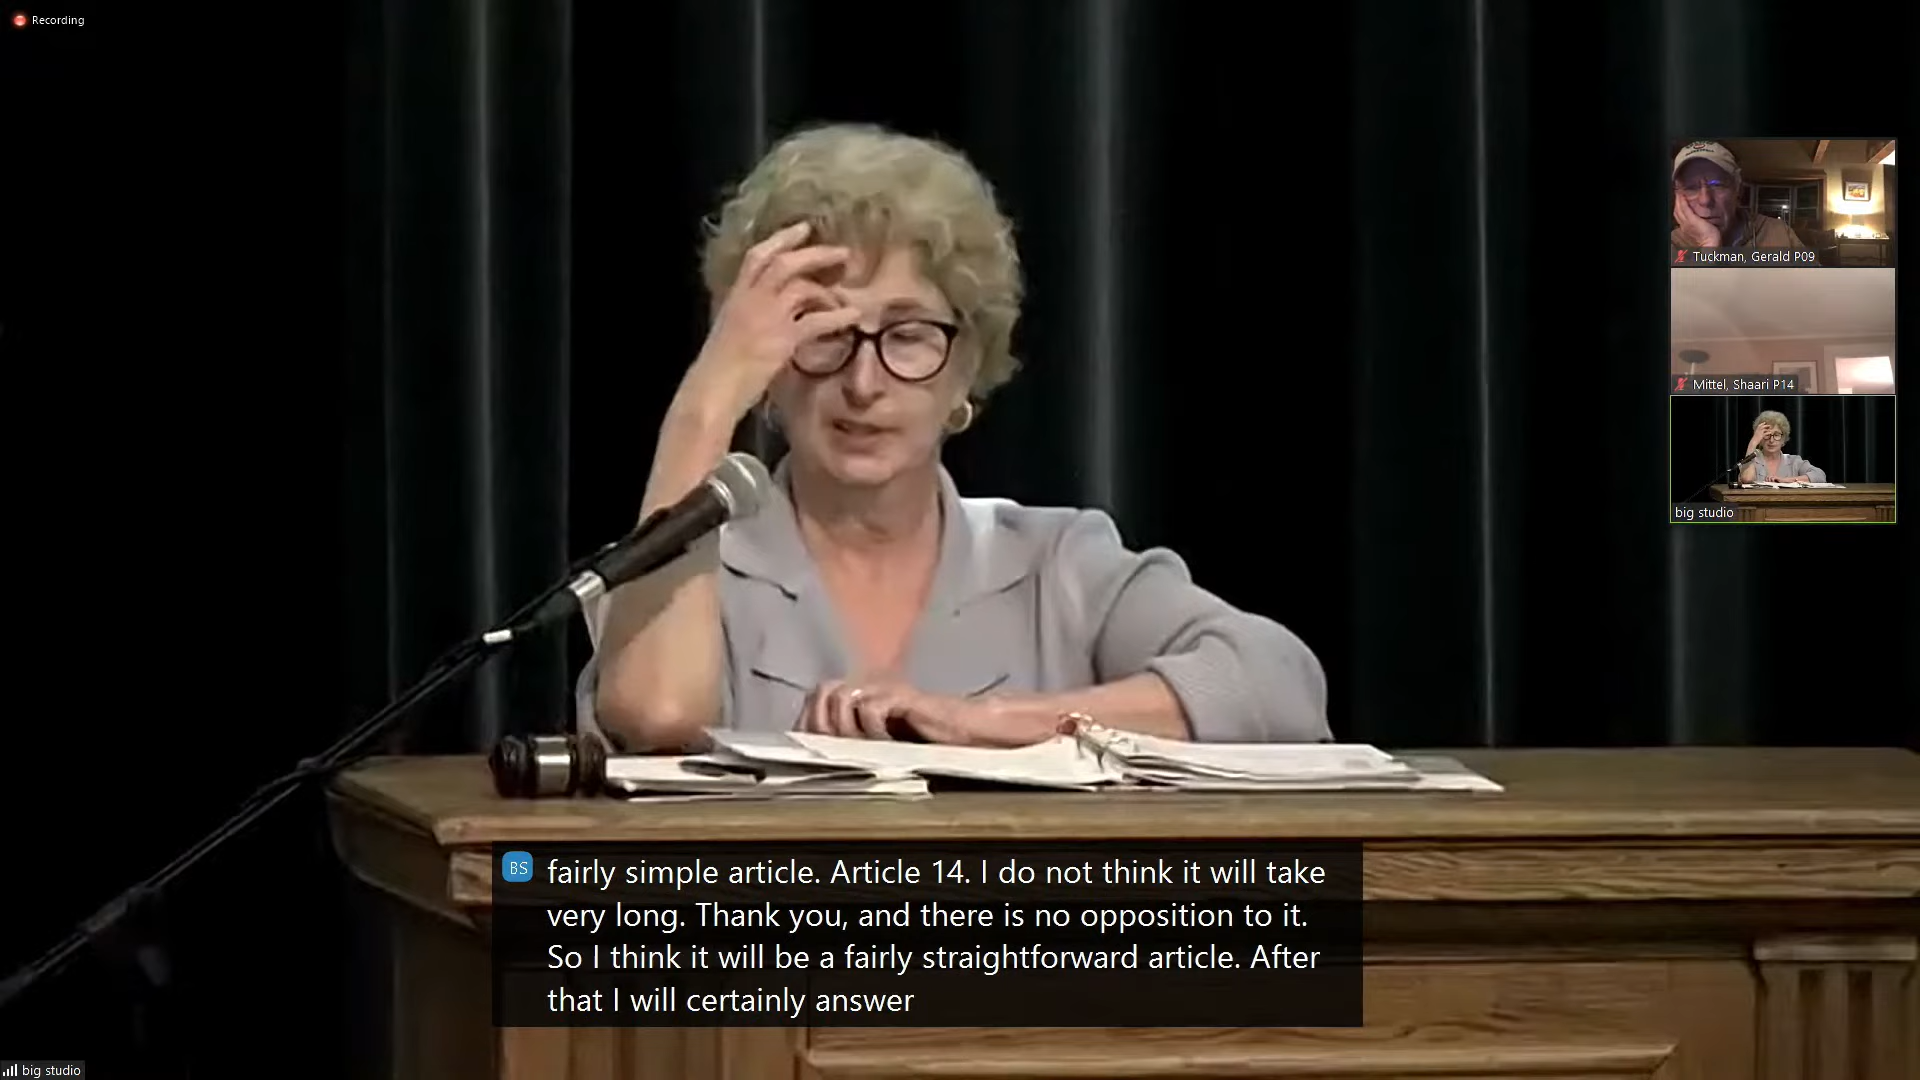 Recording
Tuckman, Gerald P09
Mittel, Shaari P14
big studio
BS
fairly simple article. Article 14. I do not think it will take
very long. Thank you, and there is no opposition to it.
So I think it will be a fairly straightforward article. After
that I will certainly answer
big studio